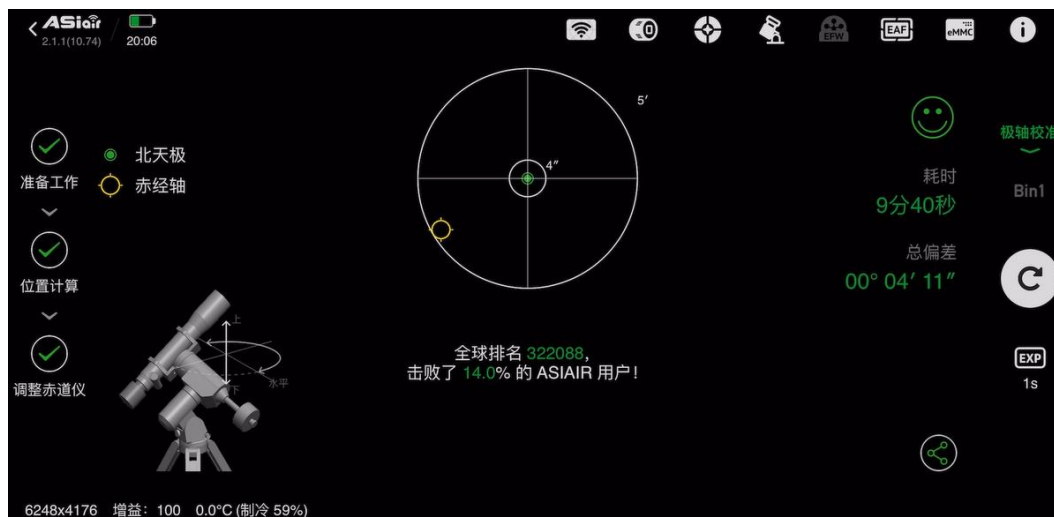 ASiair
2.1.1(10.74)
20:06
EFW
EAF
eMMC
准备工作
位置计算
调整赤道仪
北天极
赤经轴
5′
4″
上
下
水平
全球排名 322088,
击败了 14.0% 的 ASIAIR 用户!
耗时
9分40秒
总偏差
00° 04′ 11″
极轴校准
Bin1
EXP
1s
6248x4176 增益: 100 0.0°C (制冷 59%)